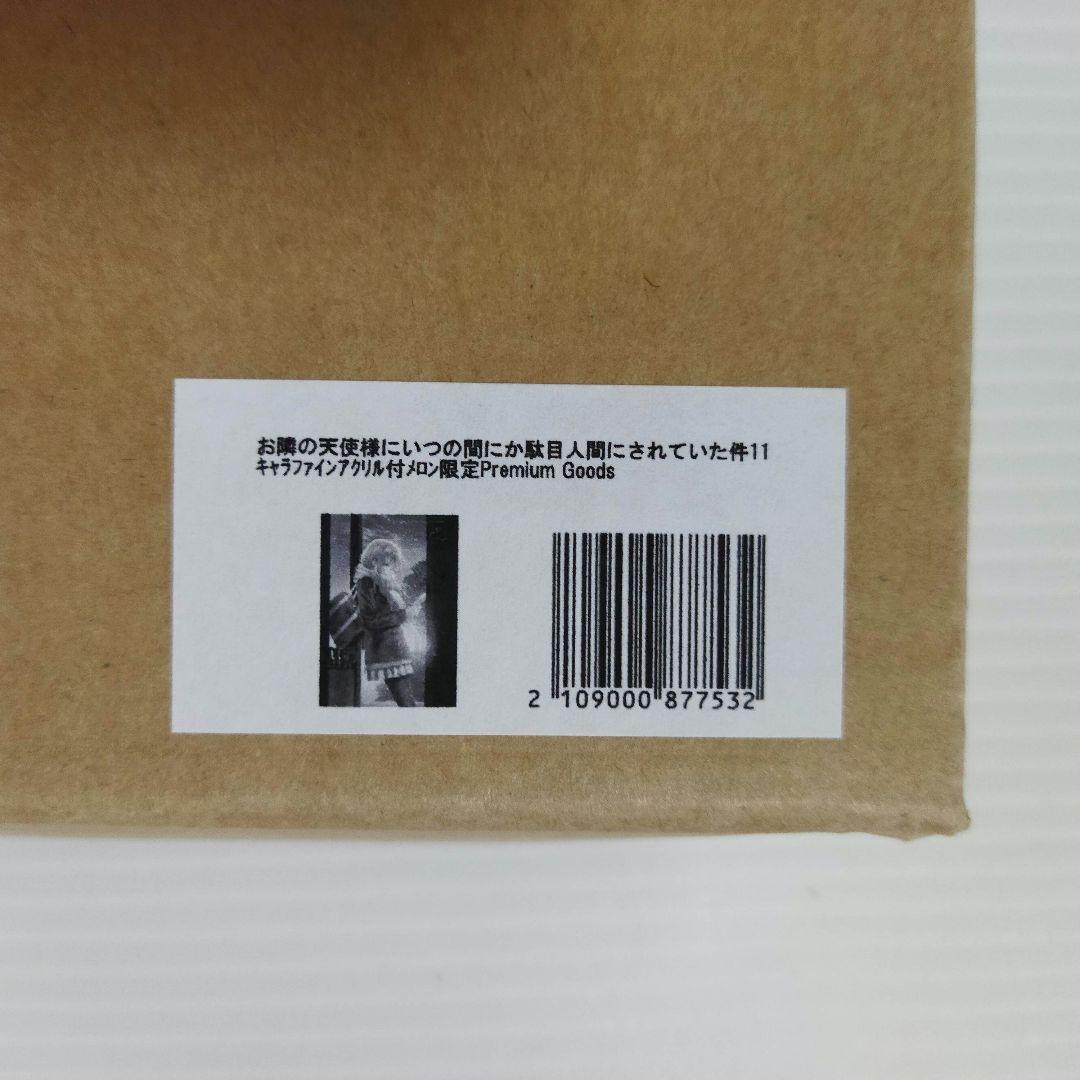 お隣の天使様にいつの間にか駄目人間にされていた件11
ｷｬﾗﾌｧｲﾝｱｸﾘﾙ付ﾒﾛﾝ限定Premium Goods
2 109000 877532